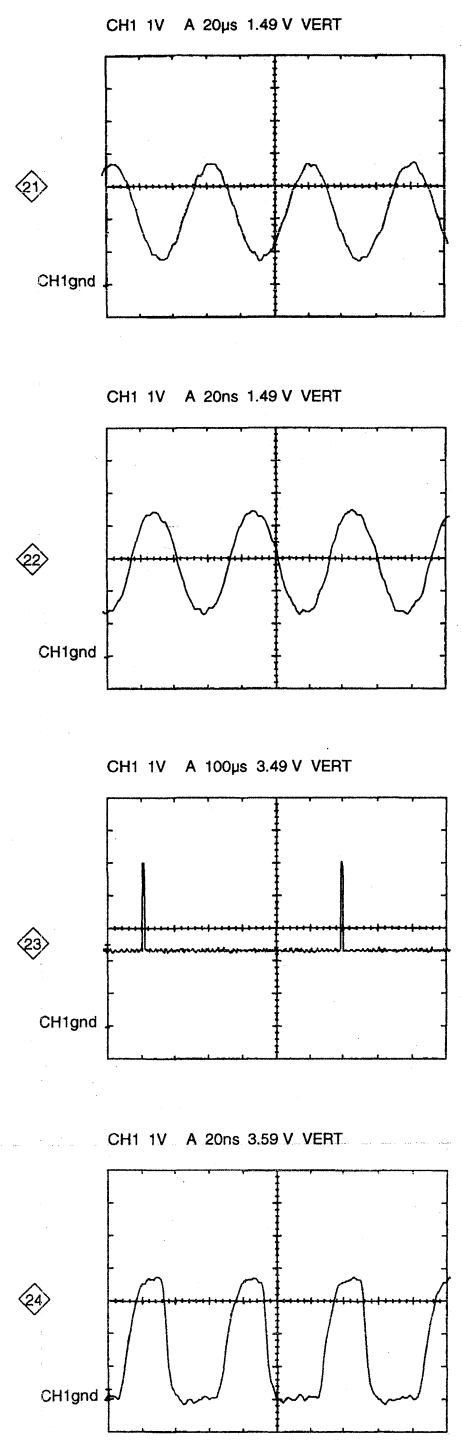 CH1 1V A 20µs 1.49 V VERT
21
CH1gnd
CH1 1V A 20ns 1.49 V VERT
22
CH1gnd
CH1 1V A 100µs 3.49 V VERT
23
CH1gnd
CH1 1V A 20ns 3.59 V VERT
24
CH1gnd